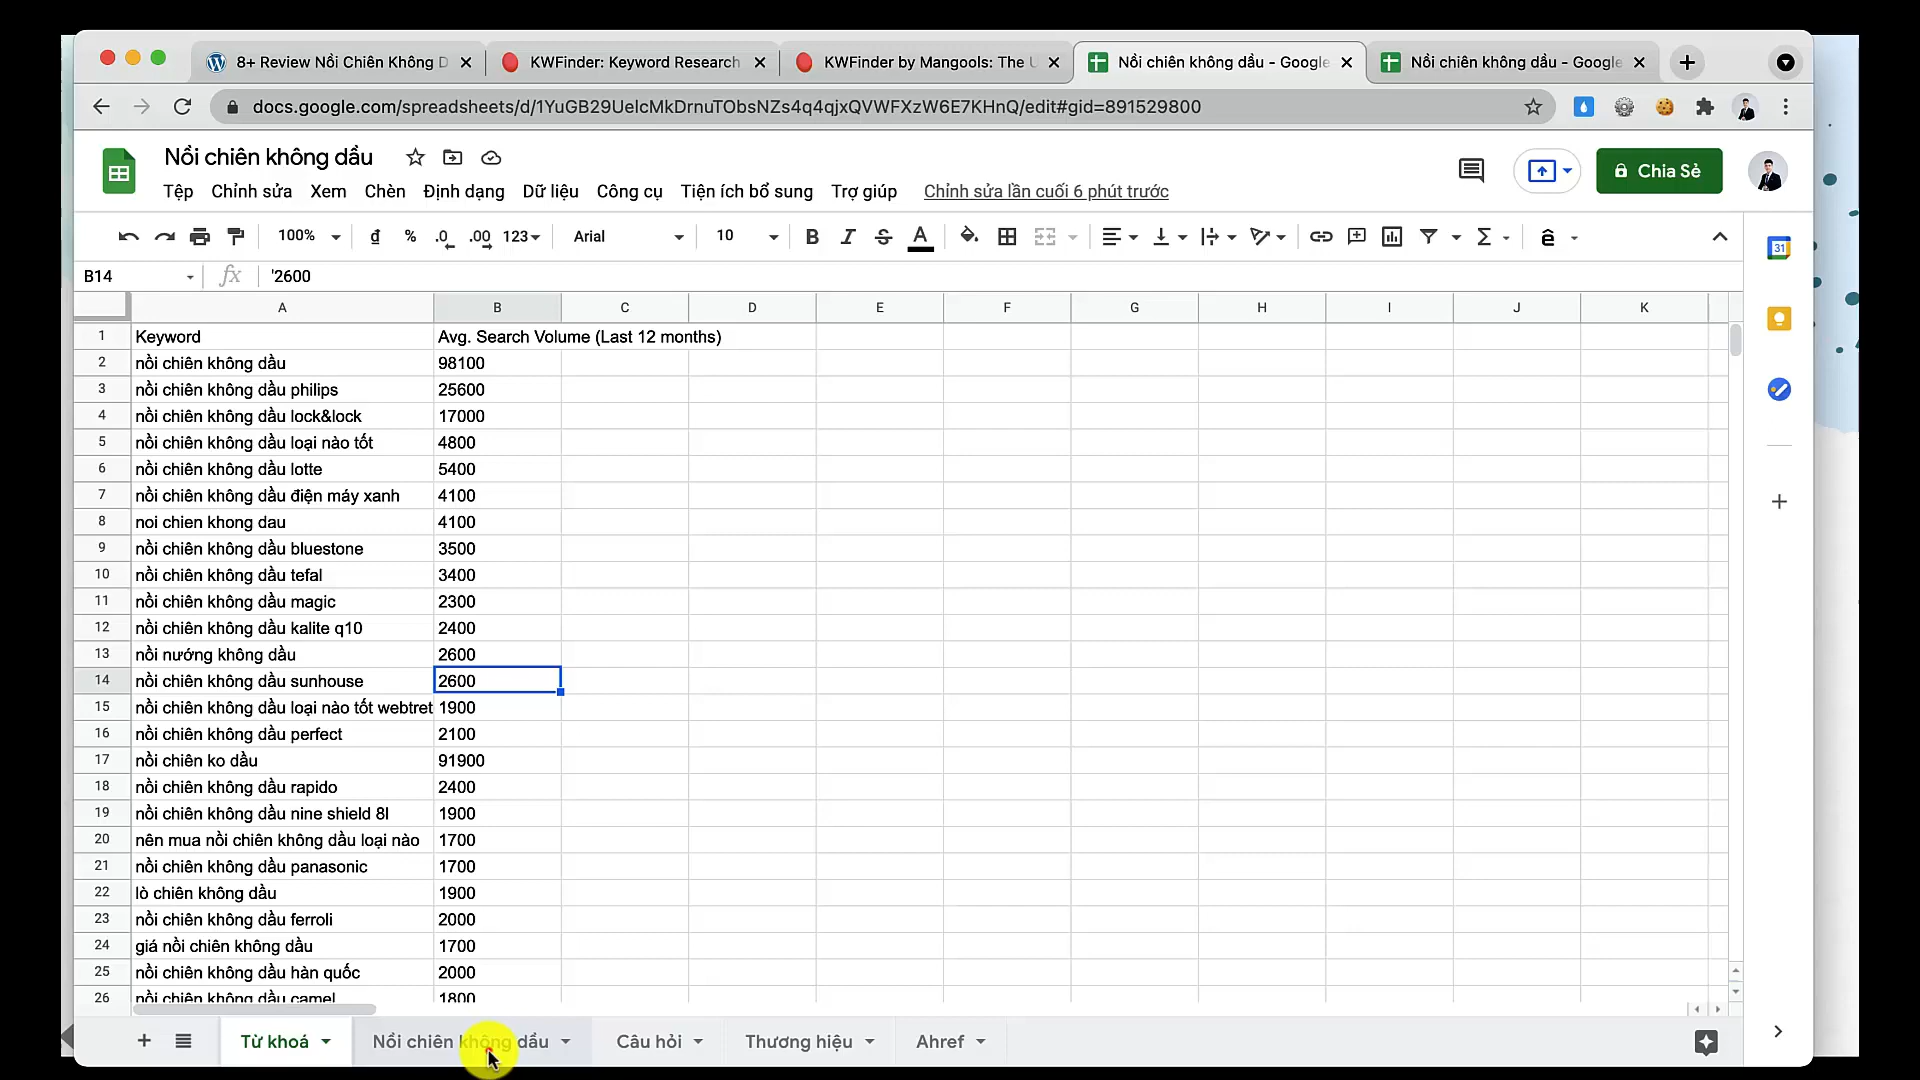 8+ Review Nồi Chiên Không D
KWFinder: Keyword Research
KWFinder by Mangools: The U
Nồi chiên không dầu - Google
Nồi chiên không dầu - Google
docs.google.com/spreadsheets/d/1YuGB29UelcMkDrnuTObsNZs4q4qjxQVWFXzW6E7KHnQ/edit#gid=891529800
Nồi chiên không dầu
Tệp Chỉnh sửa Xem Chèn Định dạng Dữ liệu Công cụ Tiện ích bổ sung Trợ giúp Chỉnh sửa lần cuối 6 phút trước
Chia Sẻ
100% đ % .0 .00 123 Arial 10 B I S A Σ ê
31
B14 fx '2600
A B C D E F G H I J K
1 Keyword Avg. Search Volume (Last 12 months)
2 nồi chiên không dầu 98100
3 nồi chiên không dầu philips 25600
4 nồi chiên không dầu lock&lock 17000
5 nồi chiên không dầu loại nào tốt 4800
6 nồi chiên không dầu lotte 5400
7 nồi chiên không dầu điện máy xanh 4100
8 noi chien khong dau 4100
9 nồi chiên không dầu bluestone 3500
10 nồi chiên không dầu tefal 3400
11 nồi chiên không dầu magic 2300
12 nồi chiên không dầu kalite q10 2400
13 nồi nướng không dầu 2600
14 nồi chiên không dầu sunhouse 2600
15 nồi chiên không dầu loại nào tốt webtret 1900
16 nồi chiên không dầu perfect 2100
17 nồi chiên ko dầu 91900
18 nồi chiên không dầu rapido 2400
19 nồi chiên không dầu nine shield 8l 1900
20 nên mua nồi chiên không dầu loại nào 1700
21 nồi chiên không dầu panasonic 1700
22 lò chiên không dầu 1900
23 nồi chiên không dầu ferroli 2000
24 giá nồi chiên không dầu 1700
25 nồi chiên không dầu hàn quốc 2000
26 nồi chiên không dầu camel 1800
Từ khoá Nồi chiên không dầu Câu hỏi Thương hiệu Ahref